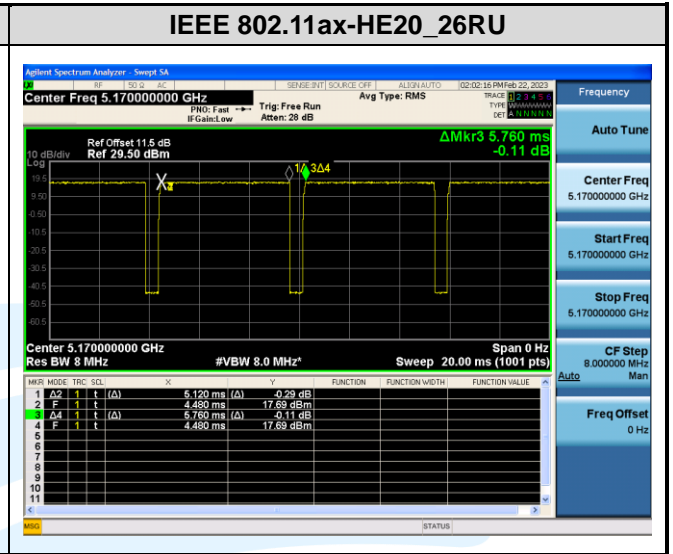 IEEE 802.11ax-HE20_26RU
Agilent Spectrum Analyzer - Swept SA
RF 50 Ω AC SENSE:INT SOURCE OFF ALIGN AUTO 02:02:16 PM Feb 22, 2023
Center Freq 5.170000000 GHz Avg Type: RMS TRACE 1 2 3 4 5 6
PNO: Fast Trig: Free Run TYPE WWWWWW
IFGain:Low Atten: 28 dB DET A N N N N N
Frequency
Auto Tune
Center Freq
5.170000000 GHz
Start Freq
5.170000000 GHz
Stop Freq
5.170000000 GHz
CF Step
8.000000 MHz
Auto Man
Freq Offset
0 Hz
ΔMkr3 5.760 ms
-0.11 dB
Ref Offset 11.5 dB
10 dB/div Ref 29.50 dBm
Log
1Δ 3Δ4
19.5
9.50
-0.50
-10.5
-20.5
-30.5
-40.5
-50.5
-60.5
Center 5.170000000 GHz Span 0 Hz
Res BW 8 MHz #VBW 8.0 MHz* Sweep 20.00 ms (1001 pts)
MKR MODE TRC SCL X Y FUNCTION FUNCTION WIDTH FUNCTION VALUE
1 Δ2 1 t (Δ) 5.120 ms (Δ) -0.29 dB
2 F 1 t 4.480 ms 17.69 dBm
3 Δ4 1 t (Δ) 5.760 ms (Δ) -0.11 dB
4 F 1 t 4.480 ms 17.69 dBm
5
6
7
8
9
10
11
MSG STATUS